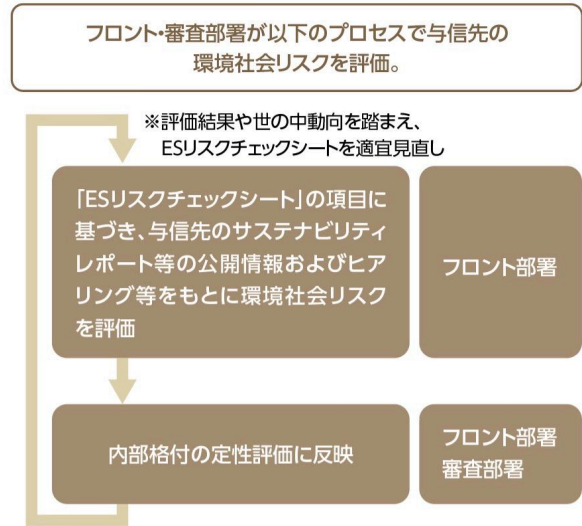 フロント・審査部署が以下のプロセスで与信先の
環境社会リスクを評価。
※評価結果や世の中動向を踏まえ、
ESリスクチェックシートを適宜見直し
「ESリスクチェックシート」の項目に
基づき、与信先のサステナビリティ
レポート等の公開情報およびヒア
リング等をもとに環境社会リスク
を評価
フロント部署
内部格付の定性評価に反映
フロント部署
審査部署